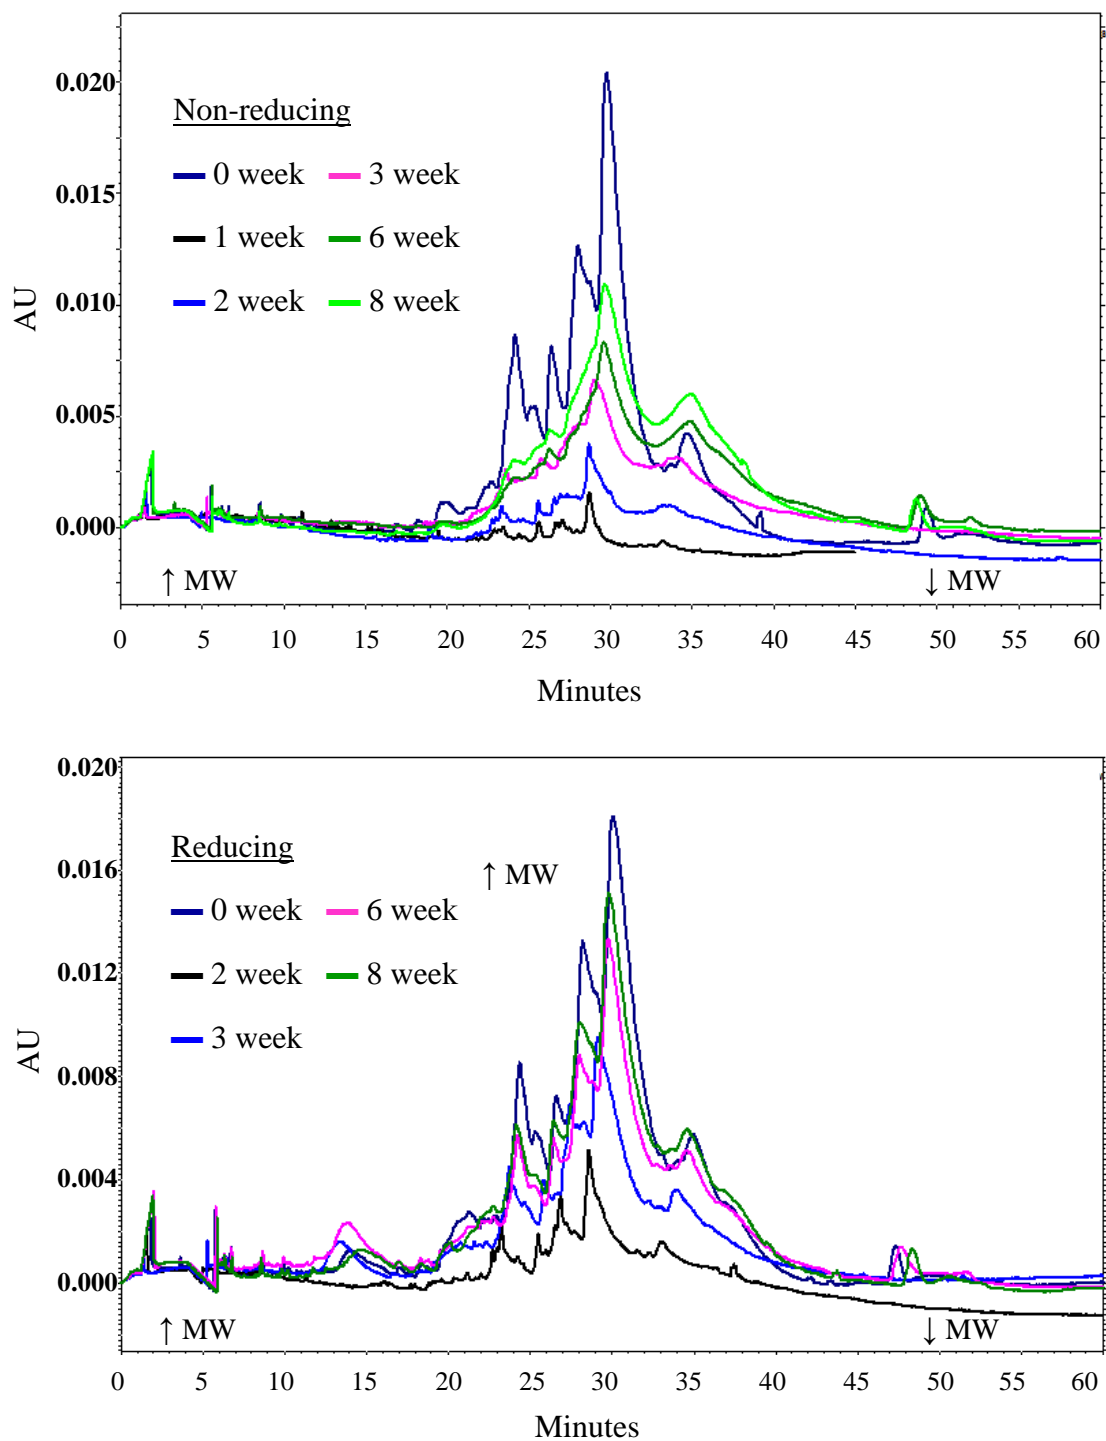 0.020
Non-reducing
0 week 3 week
0.015
1 week 6 week
2 week 8 week
0.010
AU
0.005
0.000
↑ MW ↓ MW
0 5 10 15 20 25 30 35 40 45 50 55 60
Minutes
0.020
Reducing
0.016
↑ MW
0 week 6 week
0.012
2 week 8 week
3 week
AU
0.008
0.004
0.000
↑ MW ↓ MW
0 5 10 15 20 25 30 35 40 45 50 55 60
Minutes